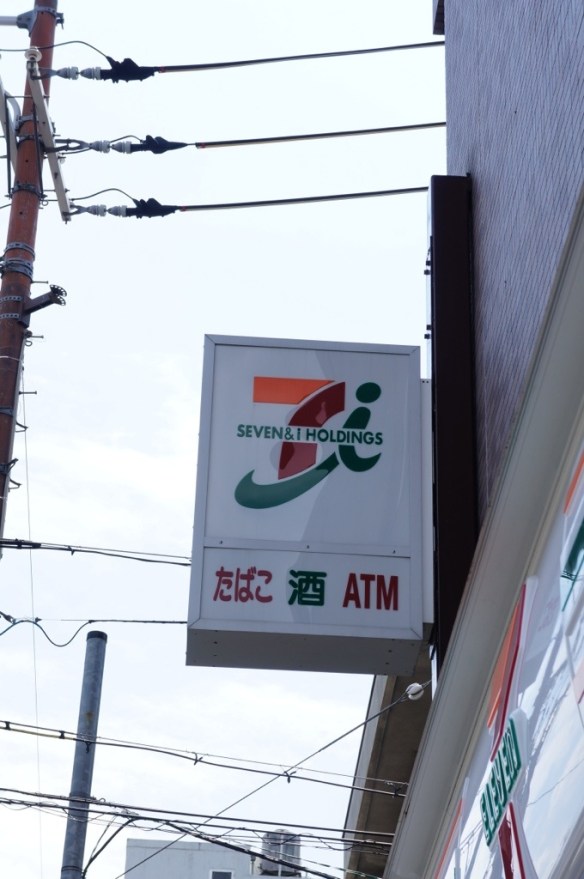 SEVEN&i HOLDINGS
たばこ 酒 ATM